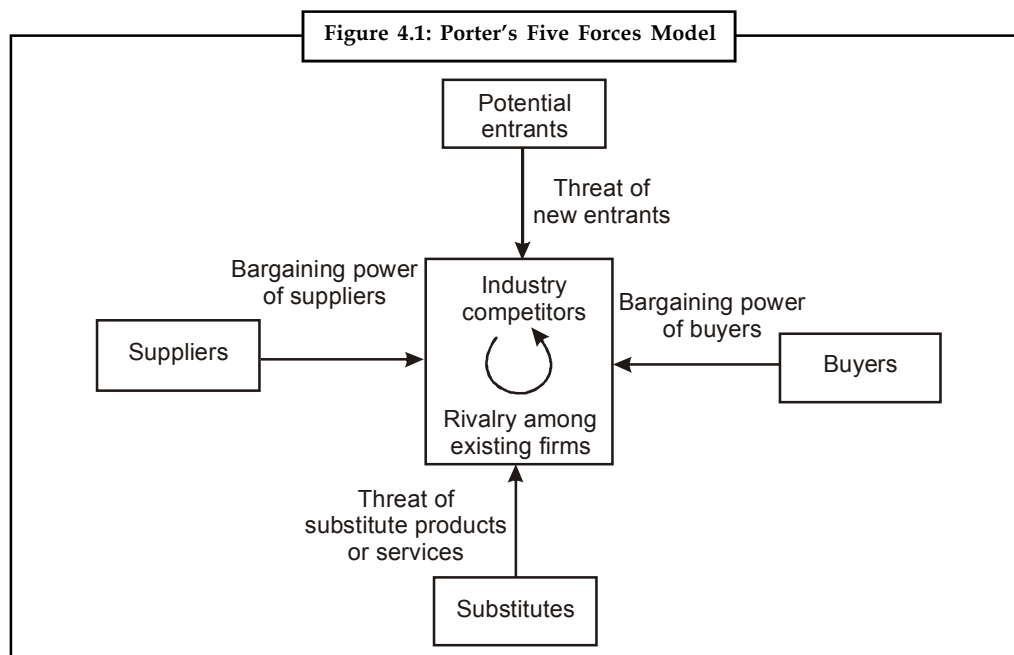 Figure 4.1: Porter's Five Forces Model
Potential
entrants
Threat of
new entrants
Bargaining power
of suppliers
Industry
competitors
Bargaining power
of buyers
Suppliers
Buyers
Rivalry among
existing firms
Threat of
substitute products
or services
Substitutes